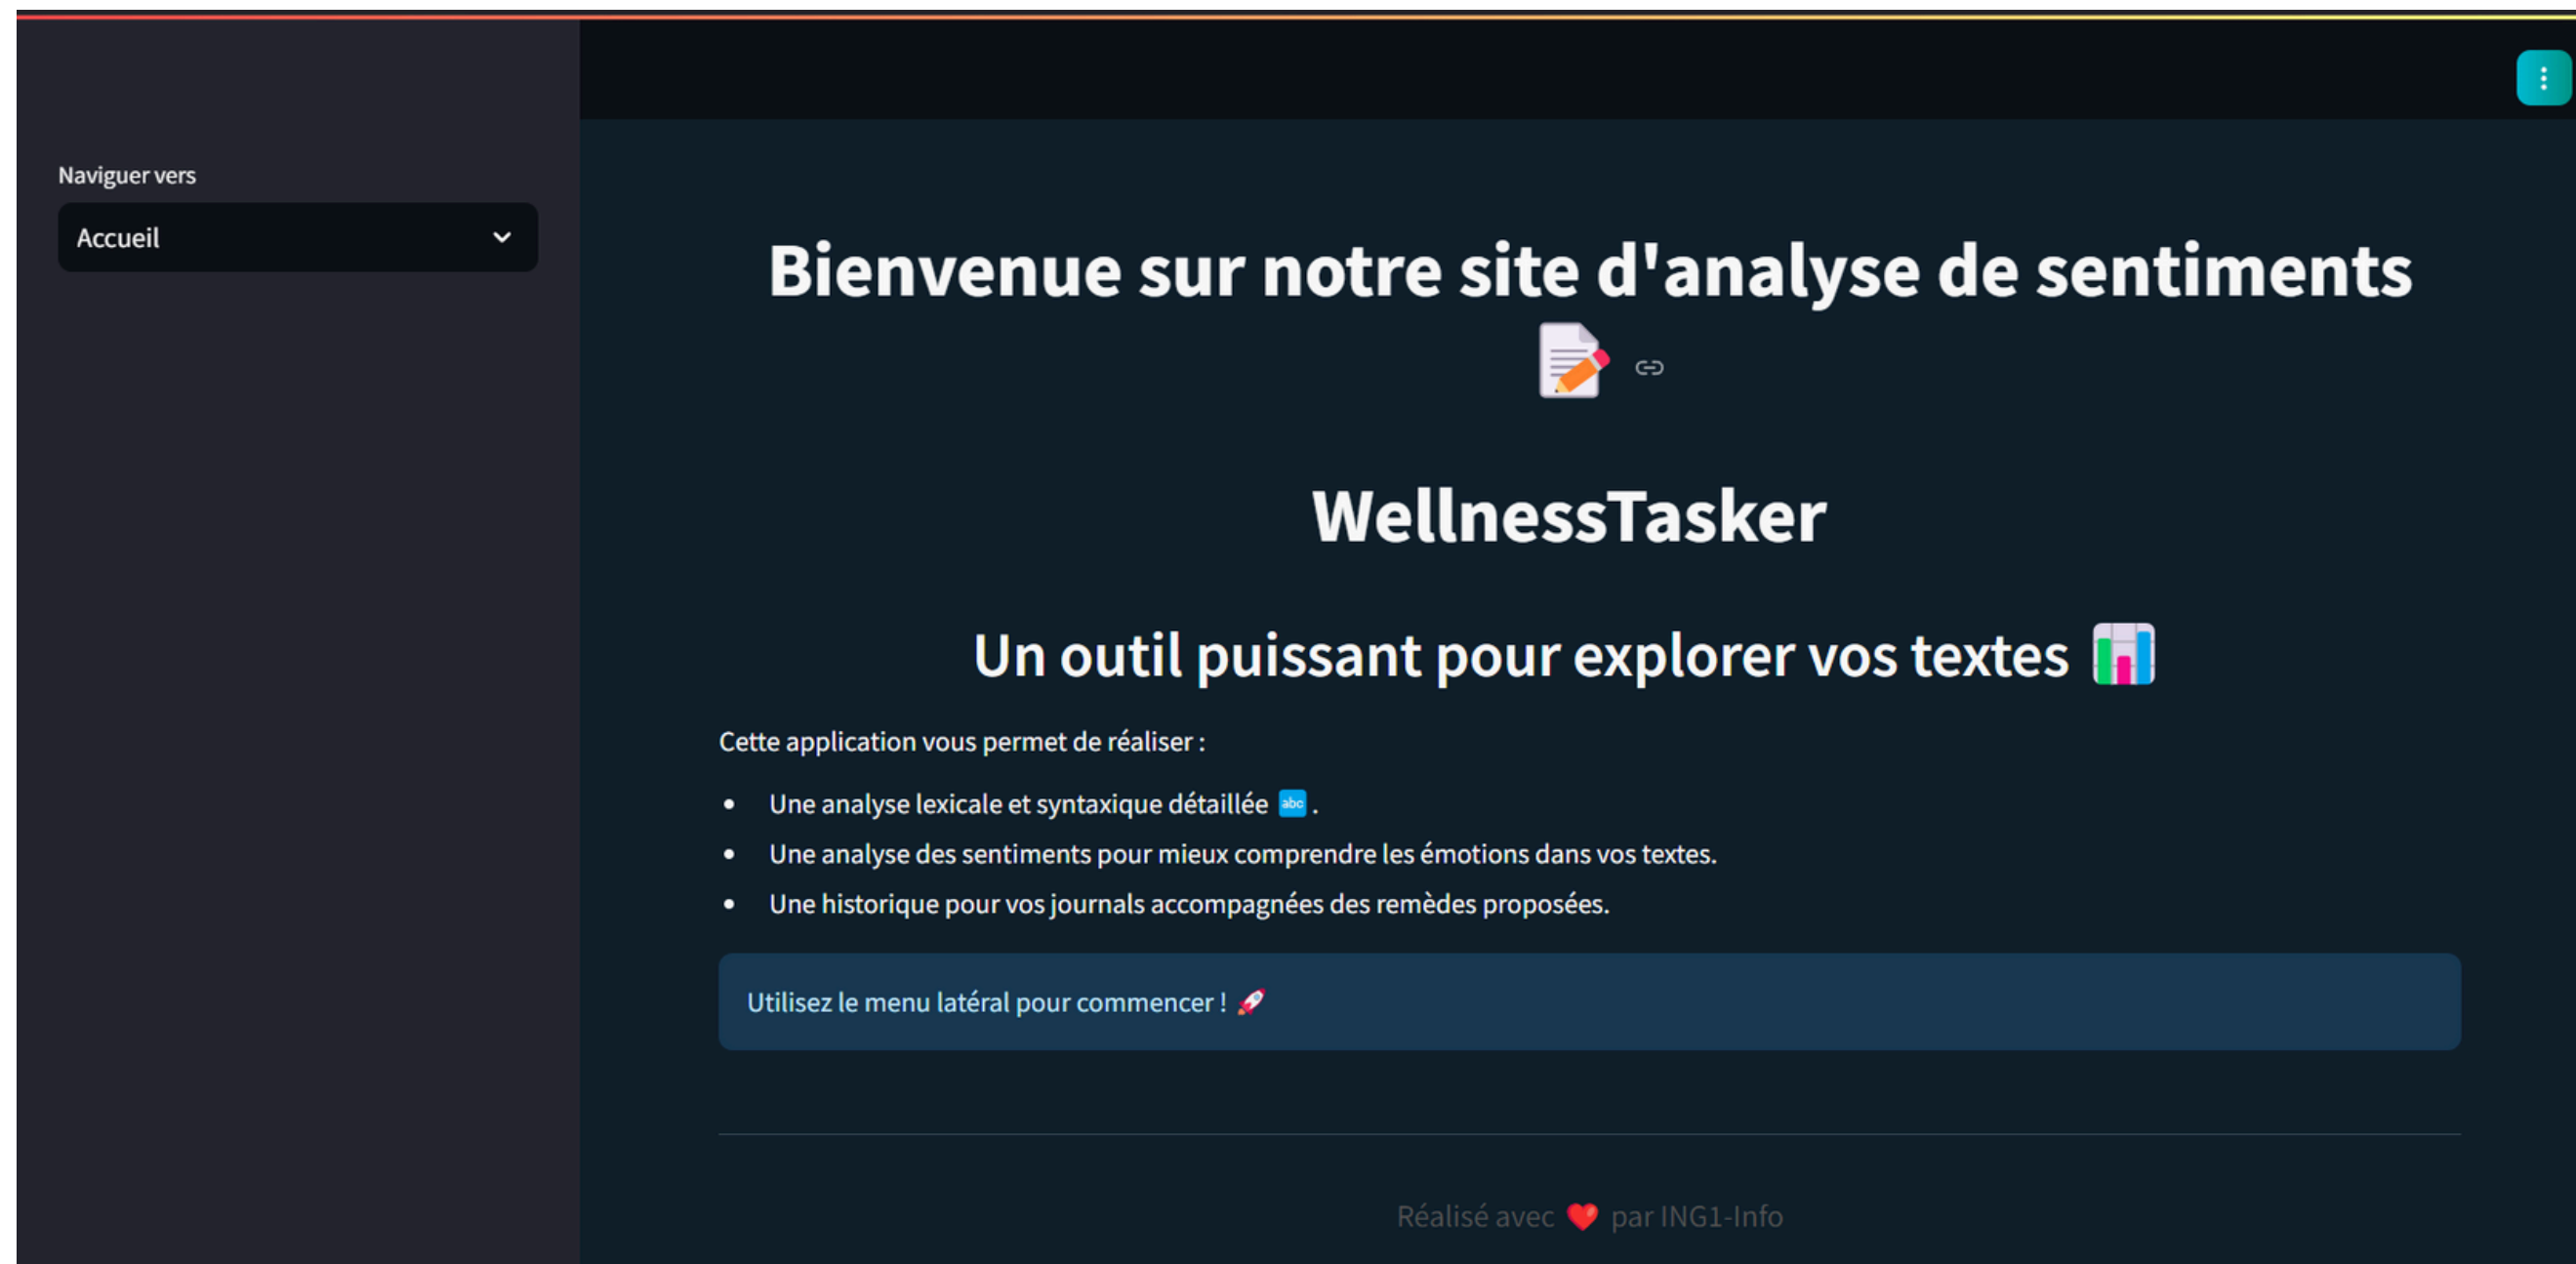 Naviguer vers
Accueil
Bienvenue sur notre site d'analyse de sentiments
📝
WellnessTasker
Un outil puissant pour explorer vos textes 📊
Cette application vous permet de réaliser :
• Une analyse lexicale et syntaxique détaillée 🔤 .
• Une analyse des sentiments pour mieux comprendre les émotions dans vos textes.
• Une historique pour vos journals accompagnées des remèdes proposées.
Utilisez le menu latéral pour commencer ! 🚀
Réalisé avec ❤️ par ING1-Info